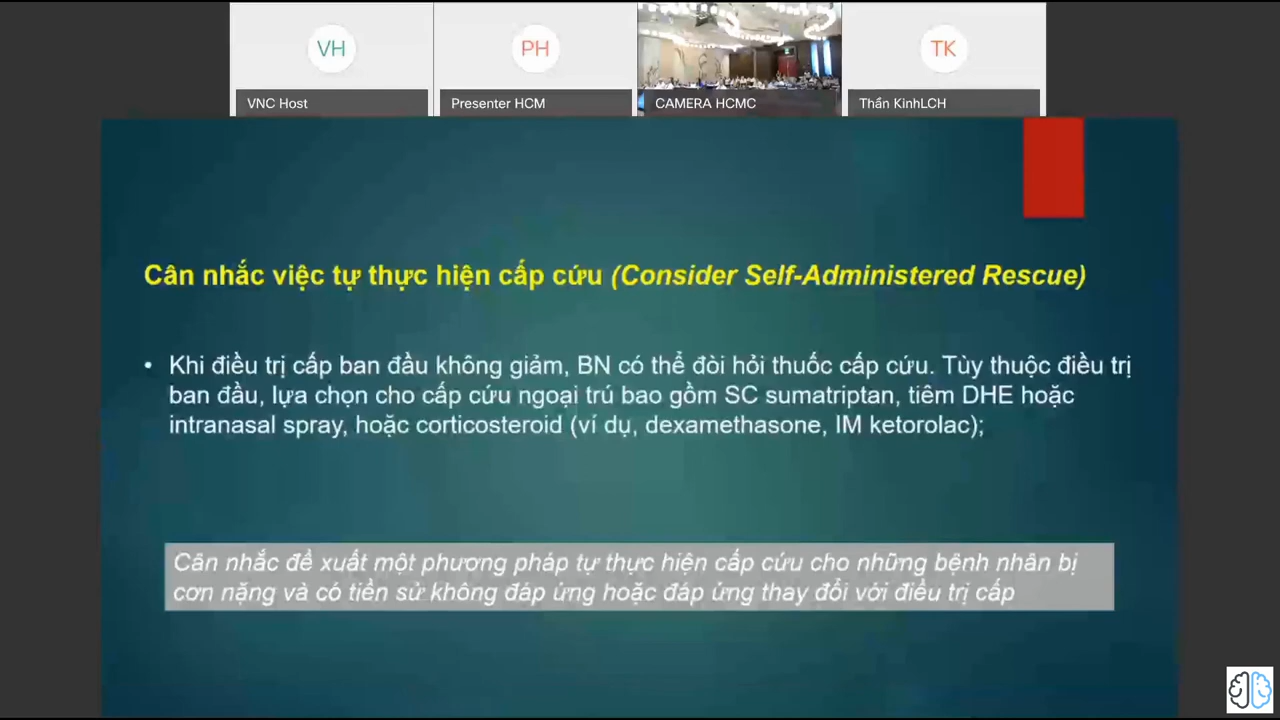 VH
PH
TK
VNC Host
Presenter HCM
CAMERA HCMC
Thần KinhLCH
Cân nhắc việc tự thực hiện cấp cứu (Consider Self-Administered Rescue)
• Khi điều trị cấp ban đầu không giảm, BN có thể đòi hỏi thuốc cấp cứu. Tùy thuộc điều trị
ban đầu, lựa chọn cho cấp cứu ngoại trú bao gồm SC sumatriptan, tiêm DHE hoặc
intranasal spray, hoặc corticosteroid (ví dụ, dexamethasone, IM ketorolac);
Cân nhắc đề xuất một phương pháp tự thực hiện cấp cứu cho những bệnh nhân bị
cơn nặng và có tiền sử không đáp ứng hoặc đáp ứng thay đổi với điều trị cấp